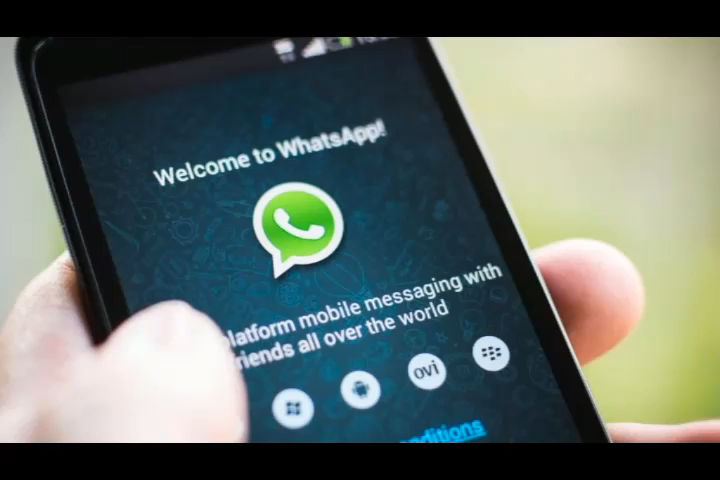 Welcome to WhatsApp!
platform mobile messaging with
friends all over the world
ovi